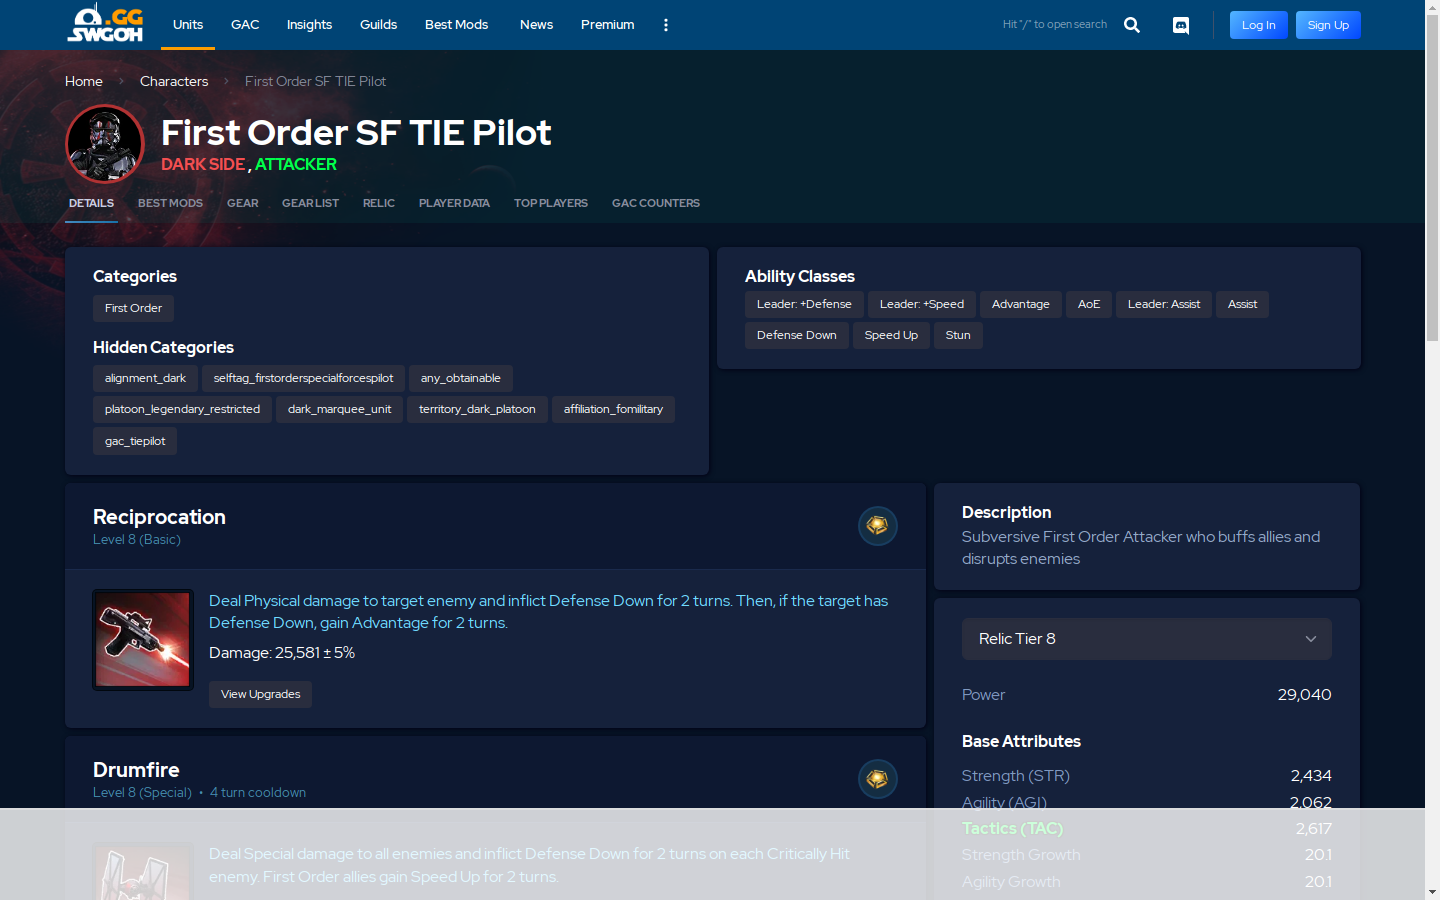 .GG
SWGOH
Units
GAC
Insights
Guilds
Best Mods
News
Premium
Hit "/" to open search
Log In
Sign Up
Home
Characters
First Order SF TIE Pilot
First Order SF TIE Pilot
DARK SIDE , ATTACKER
DETAILS
BEST MODS
GEAR
GEAR LIST
RELIC
PLAYER DATA
TOP PLAYERS
GAC COUNTERS
Categories
First Order
Hidden Categories
alignment_dark
selftag_firstorderspecialforcespilot
any_obtainable
platoon_legendary_restricted
dark_marquee_unit
territory_dark_platoon
affiliation_fomilitary
gac_tiepilot
Ability Classes
Leader: +Defense
Leader: +Speed
Advantage
AoE
Leader: Assist
Assist
Defense Down
Speed Up
Stun
Reciprocation
Level 8 (Basic)
Deal Physical damage to target enemy and inflict Defense Down for 2 turns. Then, if the target has
Defense Down, gain Advantage for 2 turns.
Damage: 25,581 ± 5%
View Upgrades
Drumfire
Level 8 (Special) • 4 turn cooldown
Deal Special damage to all enemies and inflict Defense Down for 2 turns on each Critically Hit
enemy. First Order allies gain Speed Up for 2 turns.
Description
Subversive First Order Attacker who buffs allies and
disrupts enemies
Relic Tier 8
Power 29,040
Base Attributes
Strength (STR) 2,434
Agility (AGI) 2,062
Tactics (TAC) 2,617
Strength Growth 20.1
Agility Growth 20.1